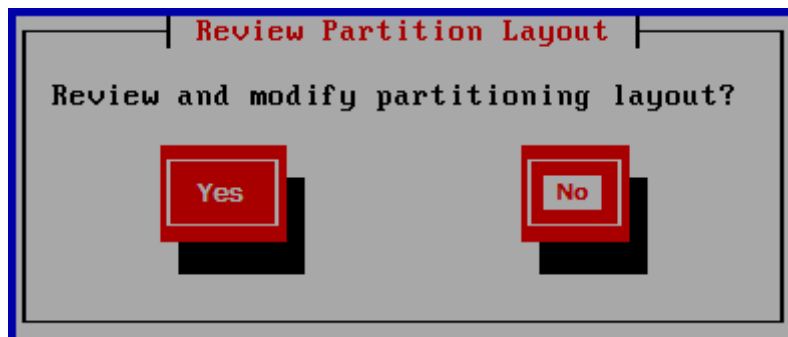 Review Partition Layout
Review and modify partitioning layout?
Yes No